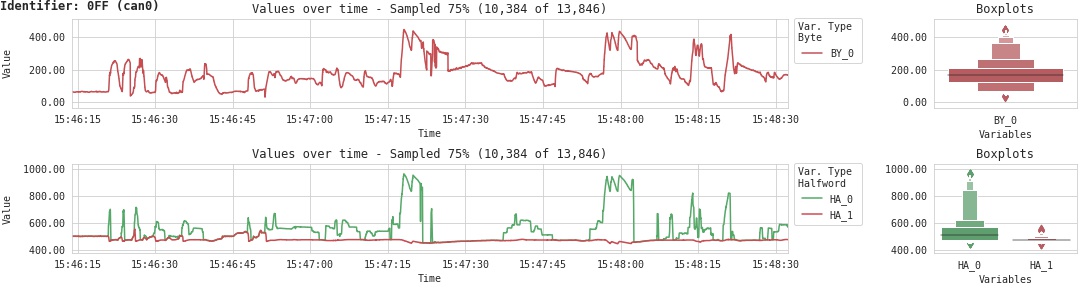 Identifier: 0FF (can0)
Values over time - Sampled 75% (10,384 of 13,846)
Value
400.00
200.00
0.00
15:46:15 15:46:30 15:46:45 15:47:00 15:47:15 15:47:30 15:47:45 15:48:00 15:48:15 15:48:30
Time
Var. Type
Byte
BY_0
Boxplots
400.00
200.00
0.00
BY_0
Variables
Values over time - Sampled 75% (10,384 of 13,846)
Value
1000.00
800.00
600.00
400.00
15:46:15 15:46:30 15:46:45 15:47:00 15:47:15 15:47:30 15:47:45 15:48:00 15:48:15 15:48:30
Time
Var. Type
Halfword
HA_0
HA_1
Boxplots
1000.00
800.00
600.00
400.00
HA_0 HA_1
Variables